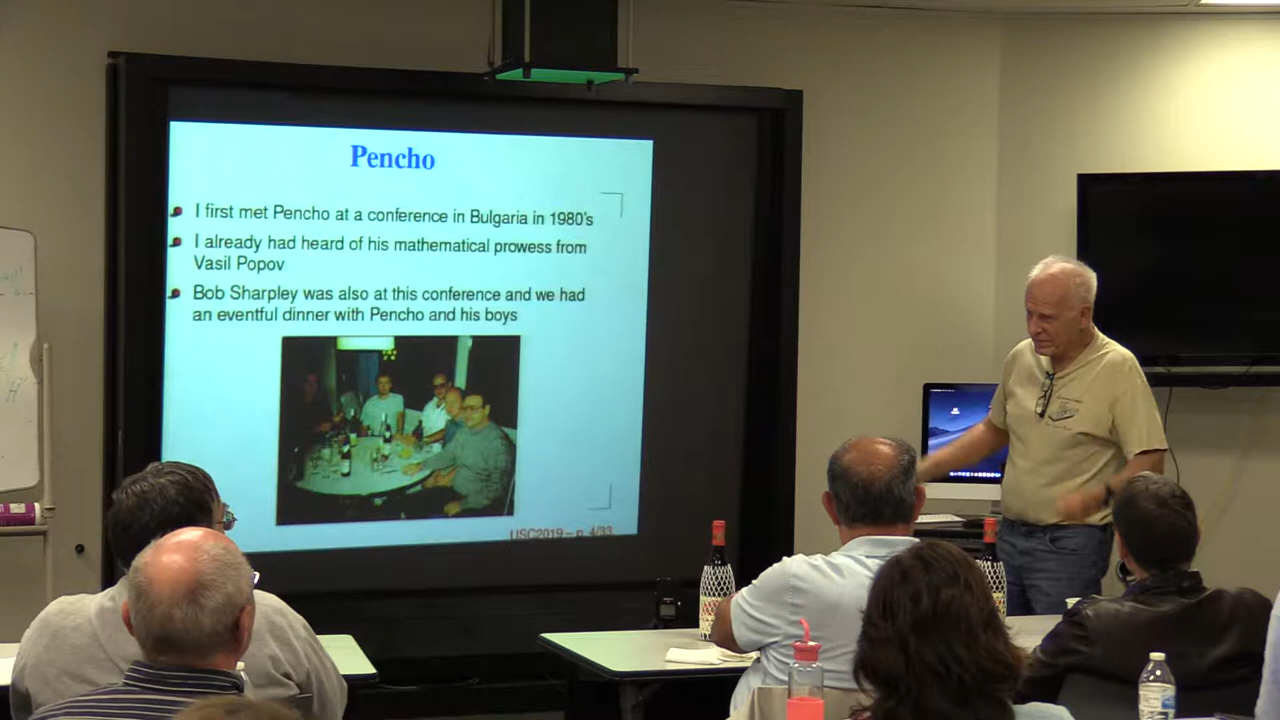 Pencho
I first met Pencho at a conference in Bulgaria in 1980's
I already had heard of his mathematical prowess from
Vasil Popov
Bob Sharpley was also at this conference and we had
an eventful dinner with Pencho and his boys
USC2019 – p. 4/33